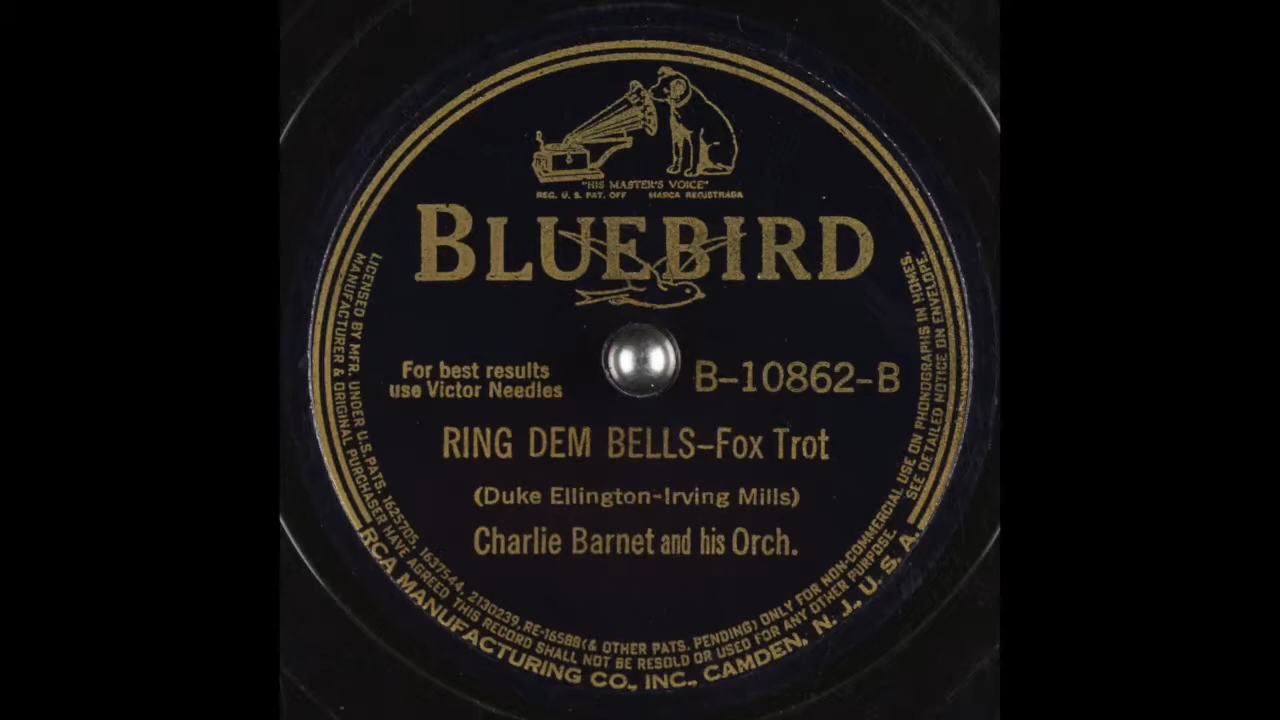 "HIS MASTER'S VOICE"
REG. U. S. PAT. OFF MARCA REGISTRADA
BLUEBIRD
For best results
use Victor Needles
B-10862-B
RING DEM BELLS-Fox Trot
(Duke Ellington-Irving Mills)
Charlie Barnet and his Orch.
LICENSED BY MFR. UNDER U.S. PATS. 1625705, 1637544, 2130239, RE-16588 (& OTHER PATS. PENDING) ONLY FOR NON-COMMERCIAL USE ON PHONOGRAPHS IN HOMES.
MANUFACTURER & ORIGINAL PURCHASER HAVE AGREED THIS RECORD SHALL NOT BE RESOLD OR USED FOR ANY OTHER PURPOSE. SEE DETAILED NOTICE ON ENVELOPE.
RCA MANUFACTURING CO., INC., CAMDEN, N. J., U. S. A.